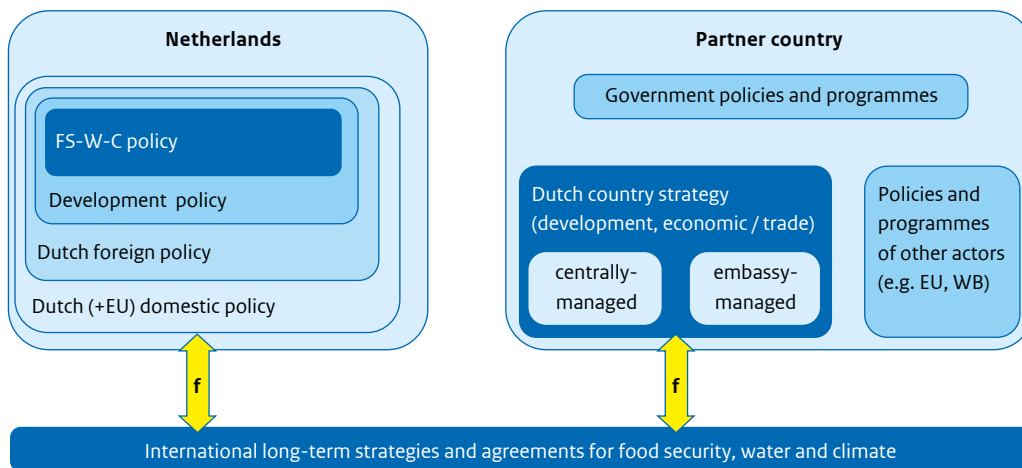 Netherlands
FS-W-C policy
Development policy
Dutch foreign policy
Dutch (+EU) domestic policy
f
Partner country
Government policies and programmes
Dutch country strategy
(development, economic / trade)
centrally-
managed
embassy-
managed
Policies and
programmes
of other actors
(e.g. EU, WB)
f
International long-term strategies and agreements for food security, water and climate